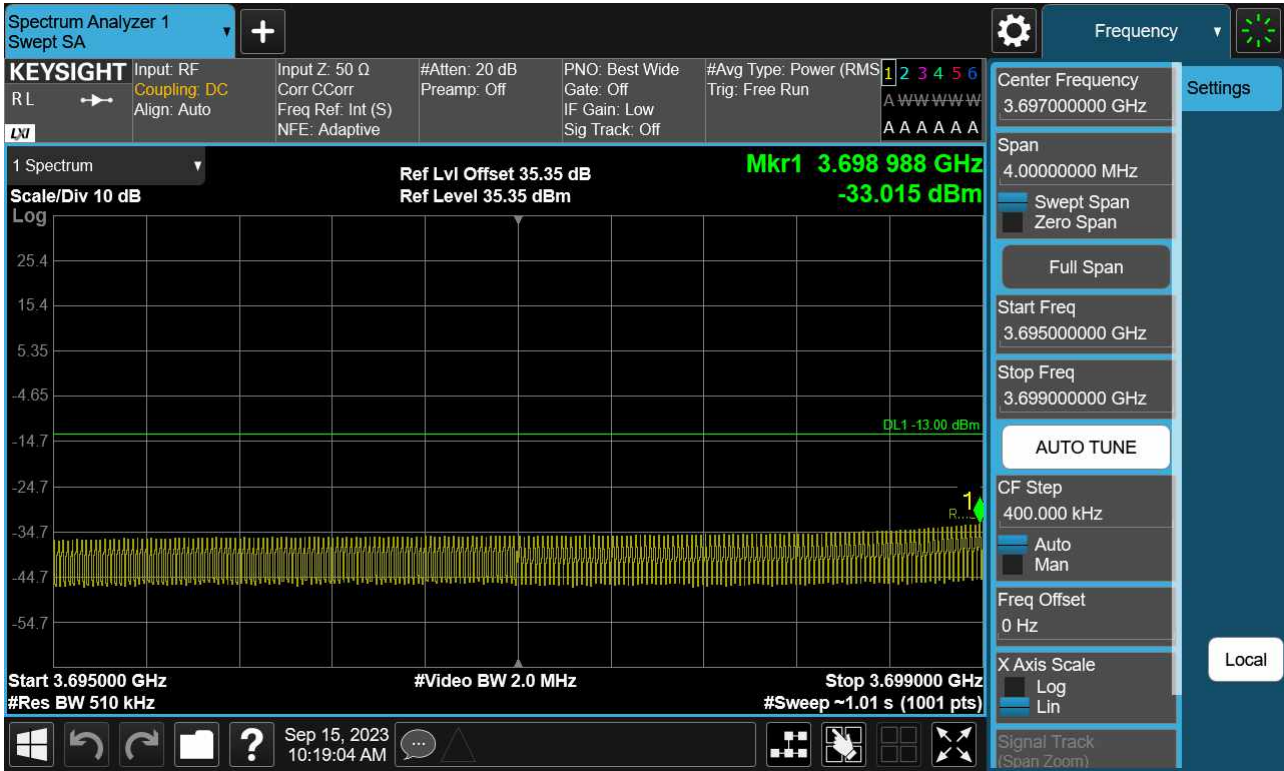 Spectrum Analyzer 1
Swept SA
+
Frequency
KEYSIGHT
RL
LXI
Input: RF
Coupling: DC
Align: Auto
Input Z: 50 Ω
Corr CCorr
Freq Ref: Int (S)
NFE: Adaptive
#Atten: 20 dB
Preamp: Off
PNO: Best Wide
Gate: Off
IF Gain: Low
Sig Track: Off
#Avg Type: Power (RMS
Trig: Free Run
1 2 3 4 5 6
A W W W W W
A A A A A A
1 Spectrum
Scale/Div 10 dB
Log
Ref Lvl Offset 35.35 dB
Ref Level 35.35 dBm
Mkr1 3.698 988 GHz
-33.015 dBm
25.4
15.4
5.35
-4.65
-14.7
-24.7
-34.7
-44.7
-54.7
DL1 -13.00 dBm
1
Start 3.695000 GHz
#Res BW 510 kHz
#Video BW 2.0 MHz
Stop 3.699000 GHz
#Sweep ~1.01 s (1001 pts)
Center Frequency
3.697000000 GHz
Span
4.00000000 MHz
Swept Span
Zero Span
Full Span
Start Freq
3.695000000 GHz
Stop Freq
3.699000000 GHz
AUTO TUNE
CF Step
400.000 kHz
Auto
Man
Freq Offset
0 Hz
X Axis Scale
Log
Lin
Signal Track
(Span Zoom)
Settings
Local
?
Sep 15, 2023
10:19:04 AM